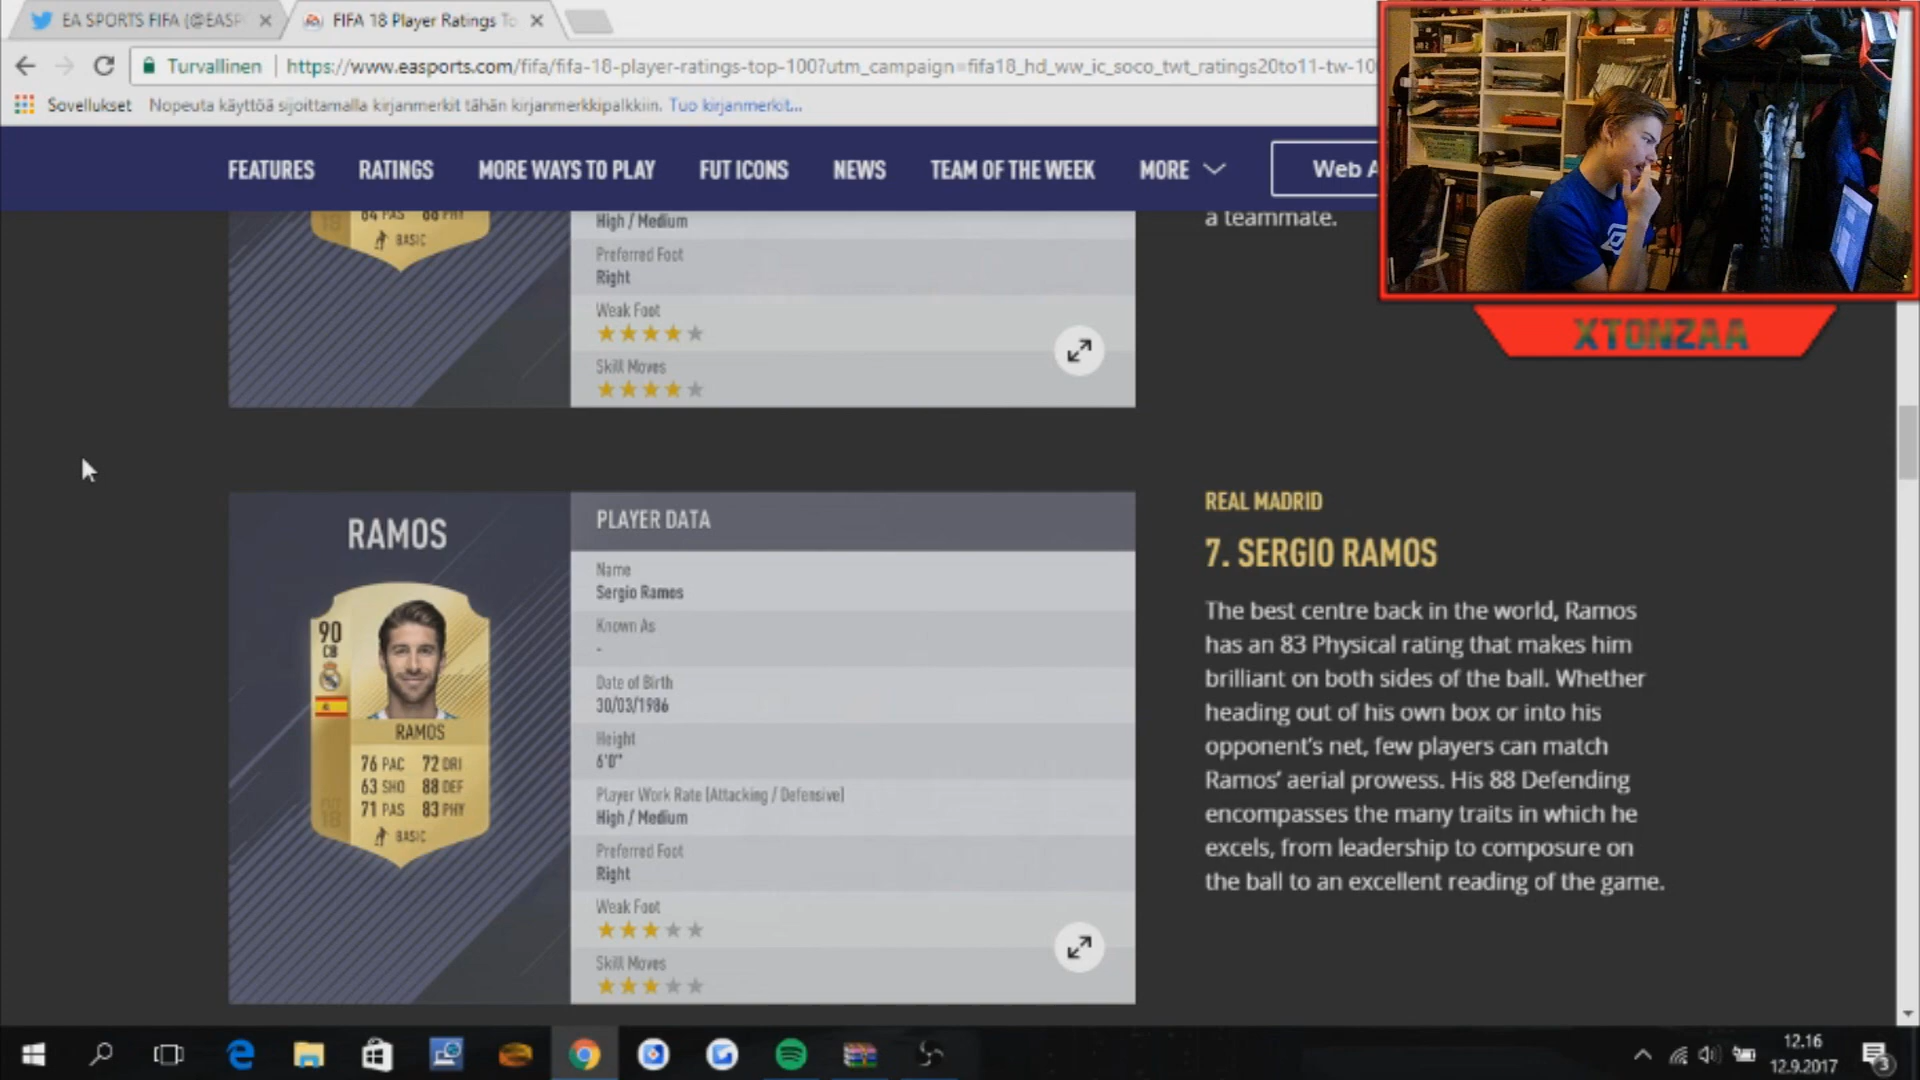 EA SPORTS FIFA (@EASP
FIFA 18 Player Ratings To
Turvallinen
https://www.easports.com/fifa/fifa-18-player-ratings-top-100?utm_campaign=fifa18_hd_ww_ic_soco_twt_ratings20to11-tw-10
Sovellukset
Nopeuta käyttöä sijoittamalla kirjanmerkit tähän kirjanmerkkipalkkiin. Tuo kirjanmerkit...
FEATURES
RATINGS
MORE WAYS TO PLAY
FUT ICONS
NEWS
TEAM OF THE WEEK
MORE
Web A
84 PAS 88 PHY
BASIC
High / Medium
Preferred Foot
Right
Weak Foot
Skill Moves
a teammate.
XTONZAA
RAMOS
90
CB
RAMOS
76 PAC 72 DRI
63 SHO 88 DEF
71 PAS 83 PHY
BASIC
PLAYER DATA
Name
Sergio Ramos
Known As
-
Date of Birth
30/03/1986
Height
6'0"
Player Work Rate (Attacking / Defensive)
High / Medium
Preferred Foot
Right
Weak Foot
Skill Moves
REAL MADRID
7. SERGIO RAMOS
The best centre back in the world, Ramos
has an 83 Physical rating that makes him
brilliant on both sides of the ball. Whether
heading out of his own box or into his
opponent's net, few players can match
Ramos' aerial prowess. His 88 Defending
encompasses the many traits in which he
excels, from leadership to composure on
the ball to an excellent reading of the game.
12.16
12.9.2017
3